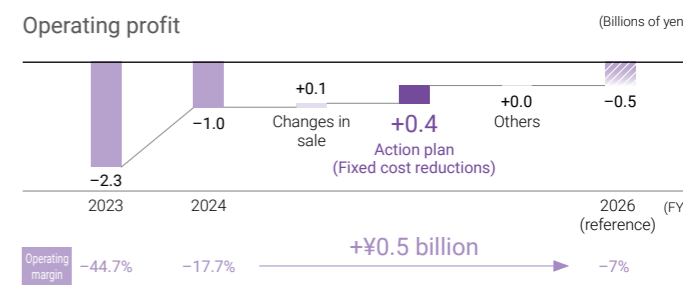 Operating profit
(Billions of yen
+0.1
−1.0
Changes in
sale
+0.4
Action plan
(Fixed cost reductions)
+0.0
Others
−0.5
−2.3
2023
2024
2026
(reference)
(FY
Operating
margin
−44.7%
−17.7%
+¥0.5 billion
−7%